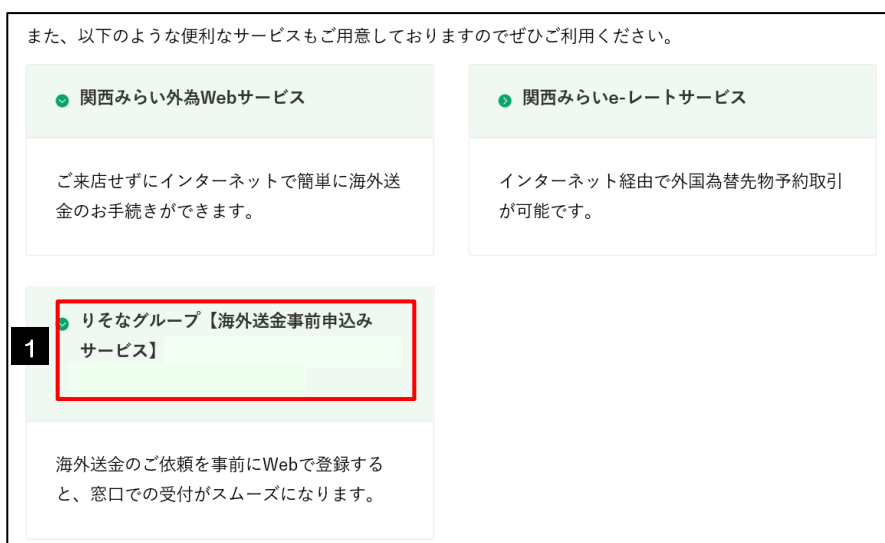 また、以下のような便利なサービスもご用意しておりますのでぜひご利用ください。
関西みらい外為Webサービス
ご来店せずにインターネットで簡単に海外送
金のお手続きができます。
関西みらいe-レートサービス
インターネット経由で外国為替先物予約取引
が可能です。
1
りそなグループ【海外送金事前申込み
サービス】
海外送金のご依頼を事前にWebで登録する
と、窓口での受付がスムーズになります。